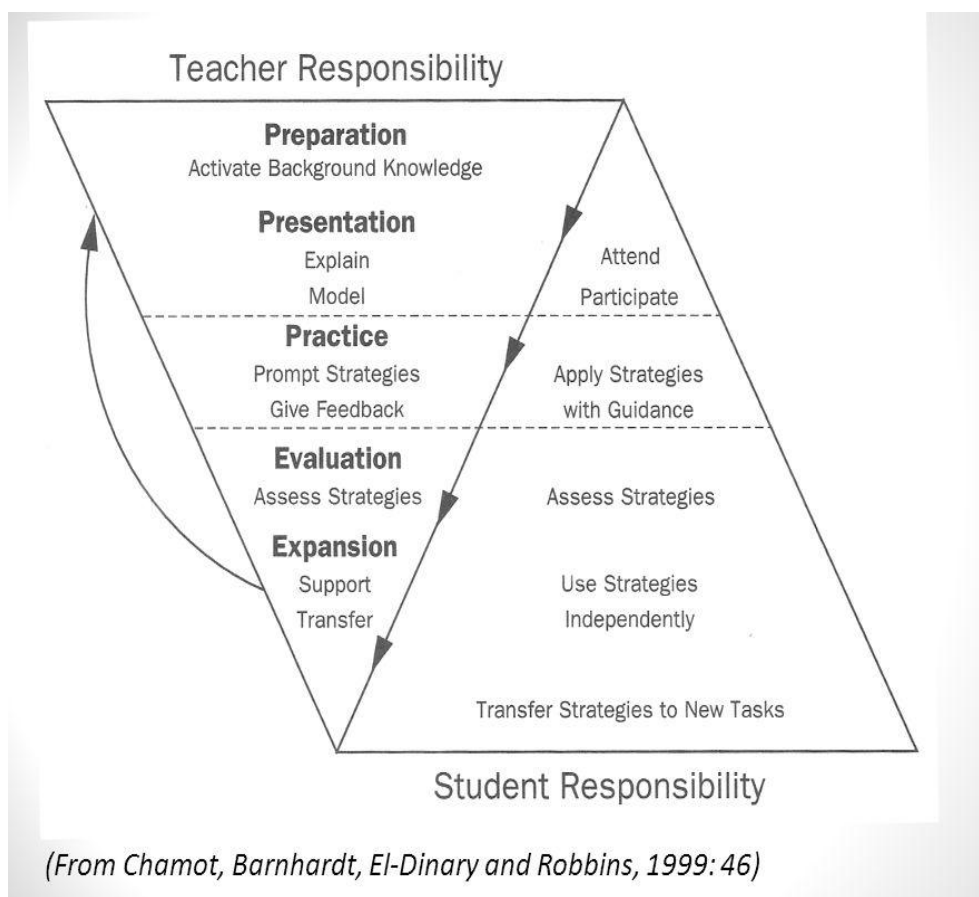 Teacher Responsibility
Preparation
Activate Background Knowledge
Presentation
Explain
Model
Attend
Participate
Practice
Prompt Strategies
Give Feedback
Apply Strategies
with Guidance
Evaluation
Assess Strategies
Assess Strategies
Expansion
Support
Transfer
Use Strategies
Independently
Transfer Strategies to New Tasks
Student Responsibility
(From Chamot, Barnhardt, El-Dinary and Robbins, 1999: 46)